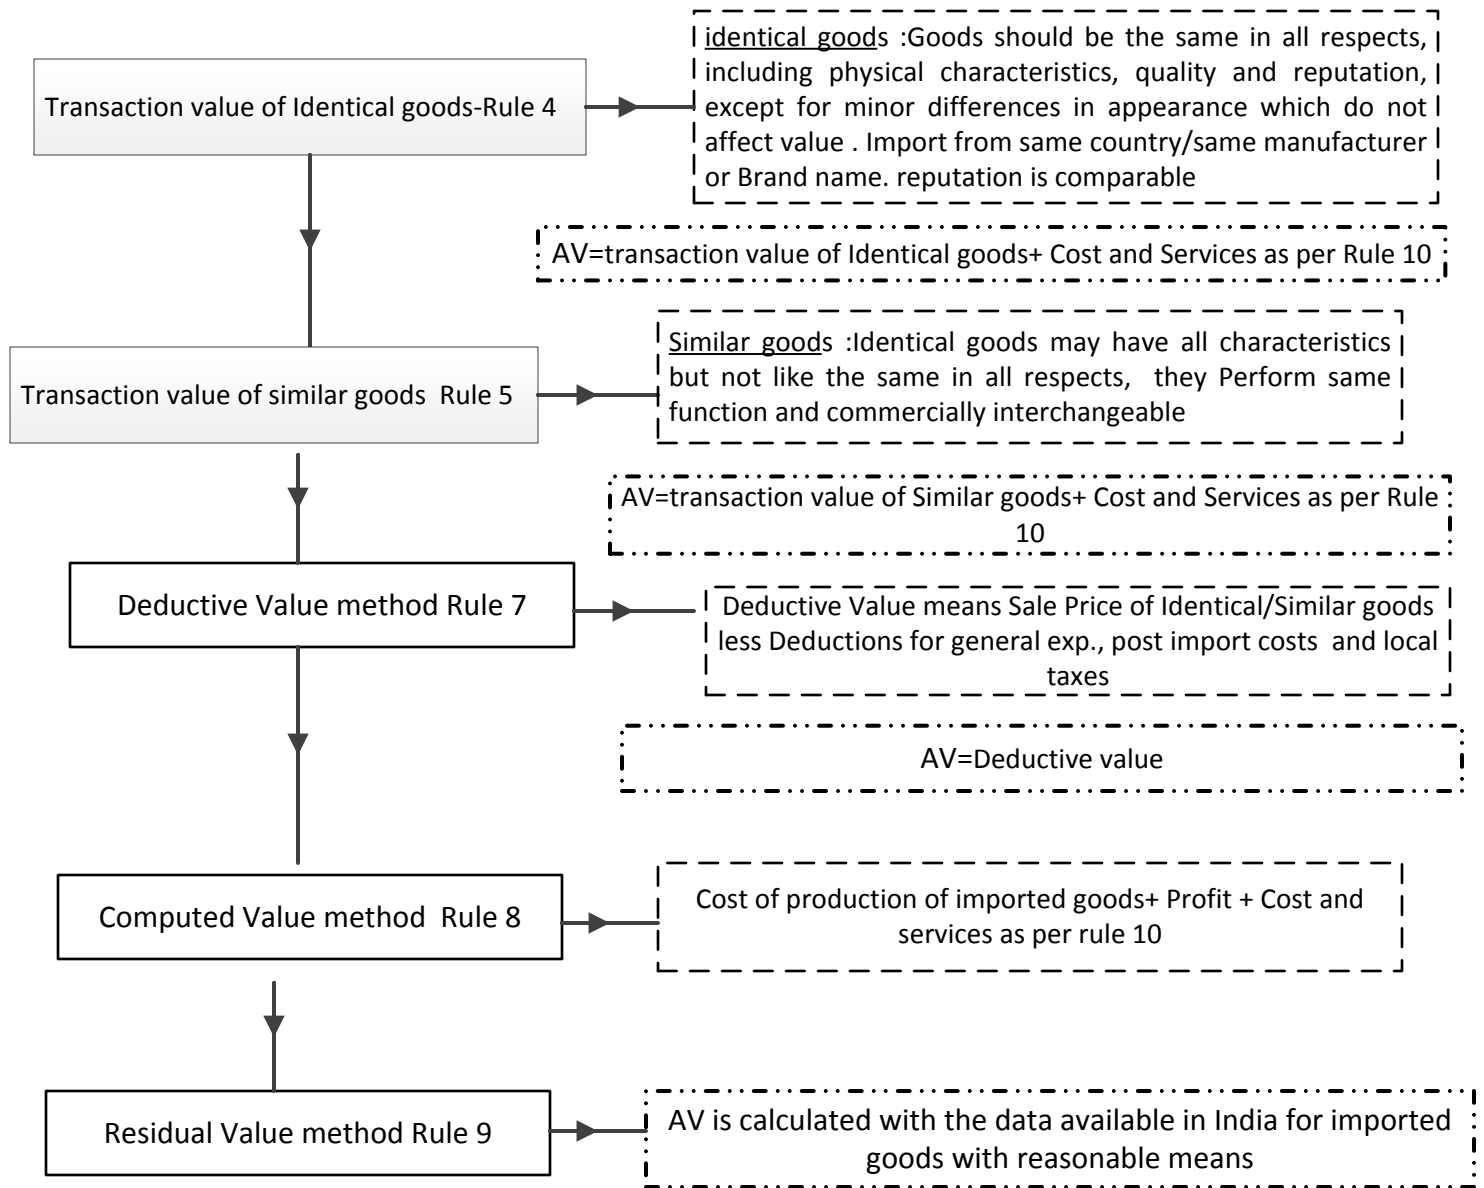 identical goods :Goods should be the same in all respects,
including physical characteristics, quality and reputation,
except for minor differences in appearance which do not
affect value . Import from same country/same manufacturer
or Brand name. reputation is comparable
Transaction value of Identical goods-Rule 4
AV=transaction value of Identical goods+ Cost and Services as per Rule 10
Similar goods :Identical goods may have all characteristics
but not like the same in all respects, they Perform same
function and commercially interchangeable
Transaction value of similar goods Rule 5
AV=transaction value of Similar goods+ Cost and Services as per Rule
10
Deductive Value method Rule 7
Deductive Value means Sale Price of Identical/Similar goods
less Deductions for general exp., post import costs and local
taxes
AV=Deductive value
Computed Value method Rule 8
Cost of production of imported goods+ Profit + Cost and
services as per rule 10
Residual Value method Rule 9
AV is calculated with the data available in India for imported
goods with reasonable means